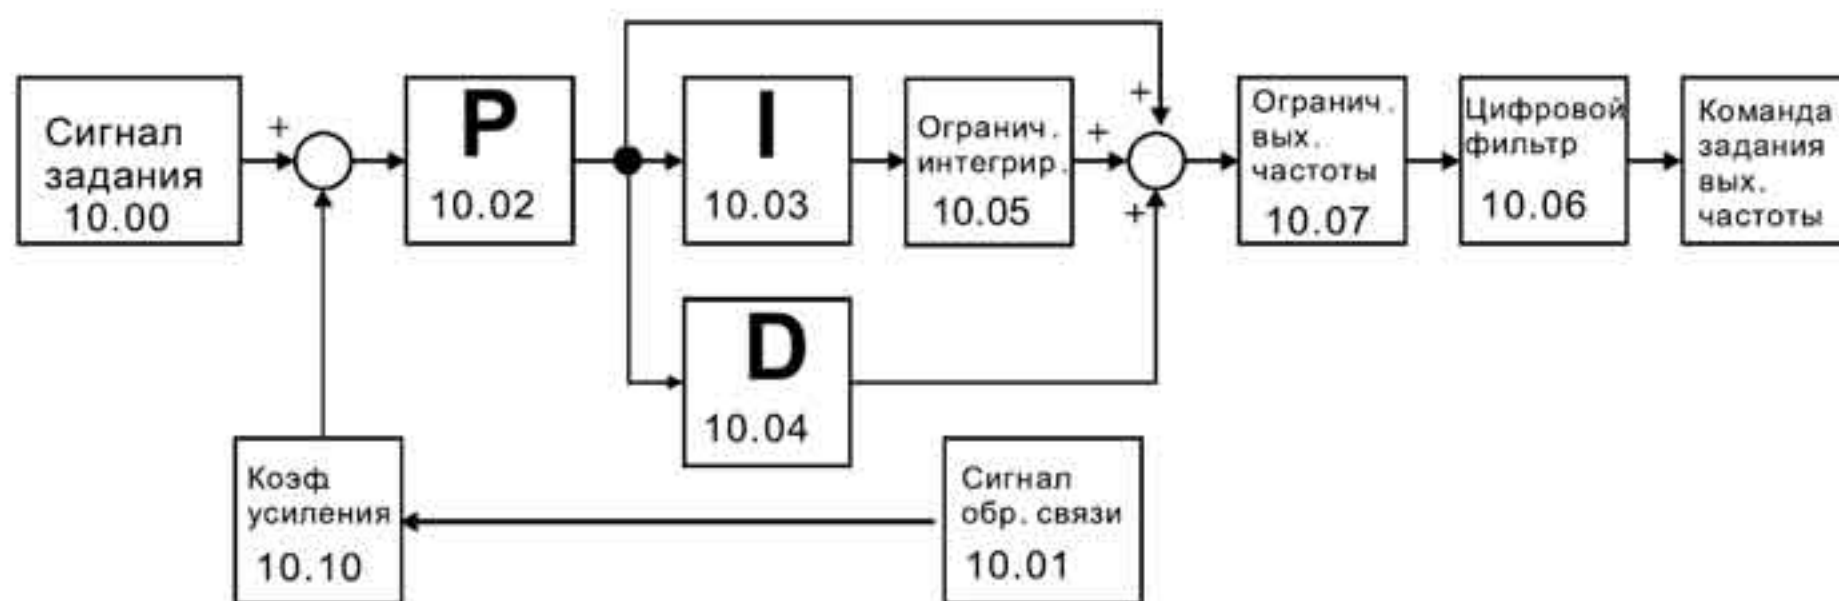 Сигнал
задания
10.00
+
P
10.02
I
10.03
Огранич.
интегрир.
10.05
+
+
+
Огранич.
вых.
частоты
10.07
Цифровой
фильтр
10.06
Команда
задания
вых.
частоты
D
10.04
Коэф.
усиления
10.10
Сигнал
обр. связи
10.01